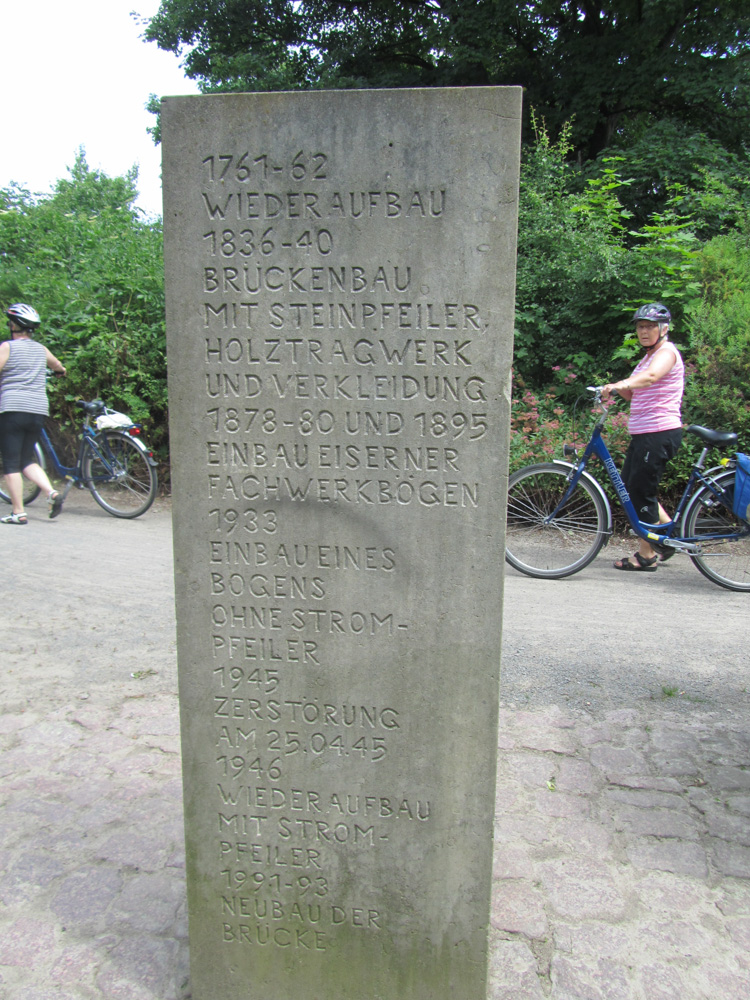 1761-62
WIEDERAUFBAU
1836-40
BRÜCKENBAU
MIT STEINPFEILER,
HOLZTRAGWERK
UND VERKLEIDUNG
1878-80 UND 1895
EINBAU EISERNER
FACHWERKBÖGEN
1933
EINBAU EINES
BOGENS
OHNE STROM-
PFEILER
1945
ZERSTÖRUNG
AM 25.04.45
1946
WIEDERAUFBAU
MIT STROM-
PFEILER
1991-93
NEUBAU DER
BRÜCKE